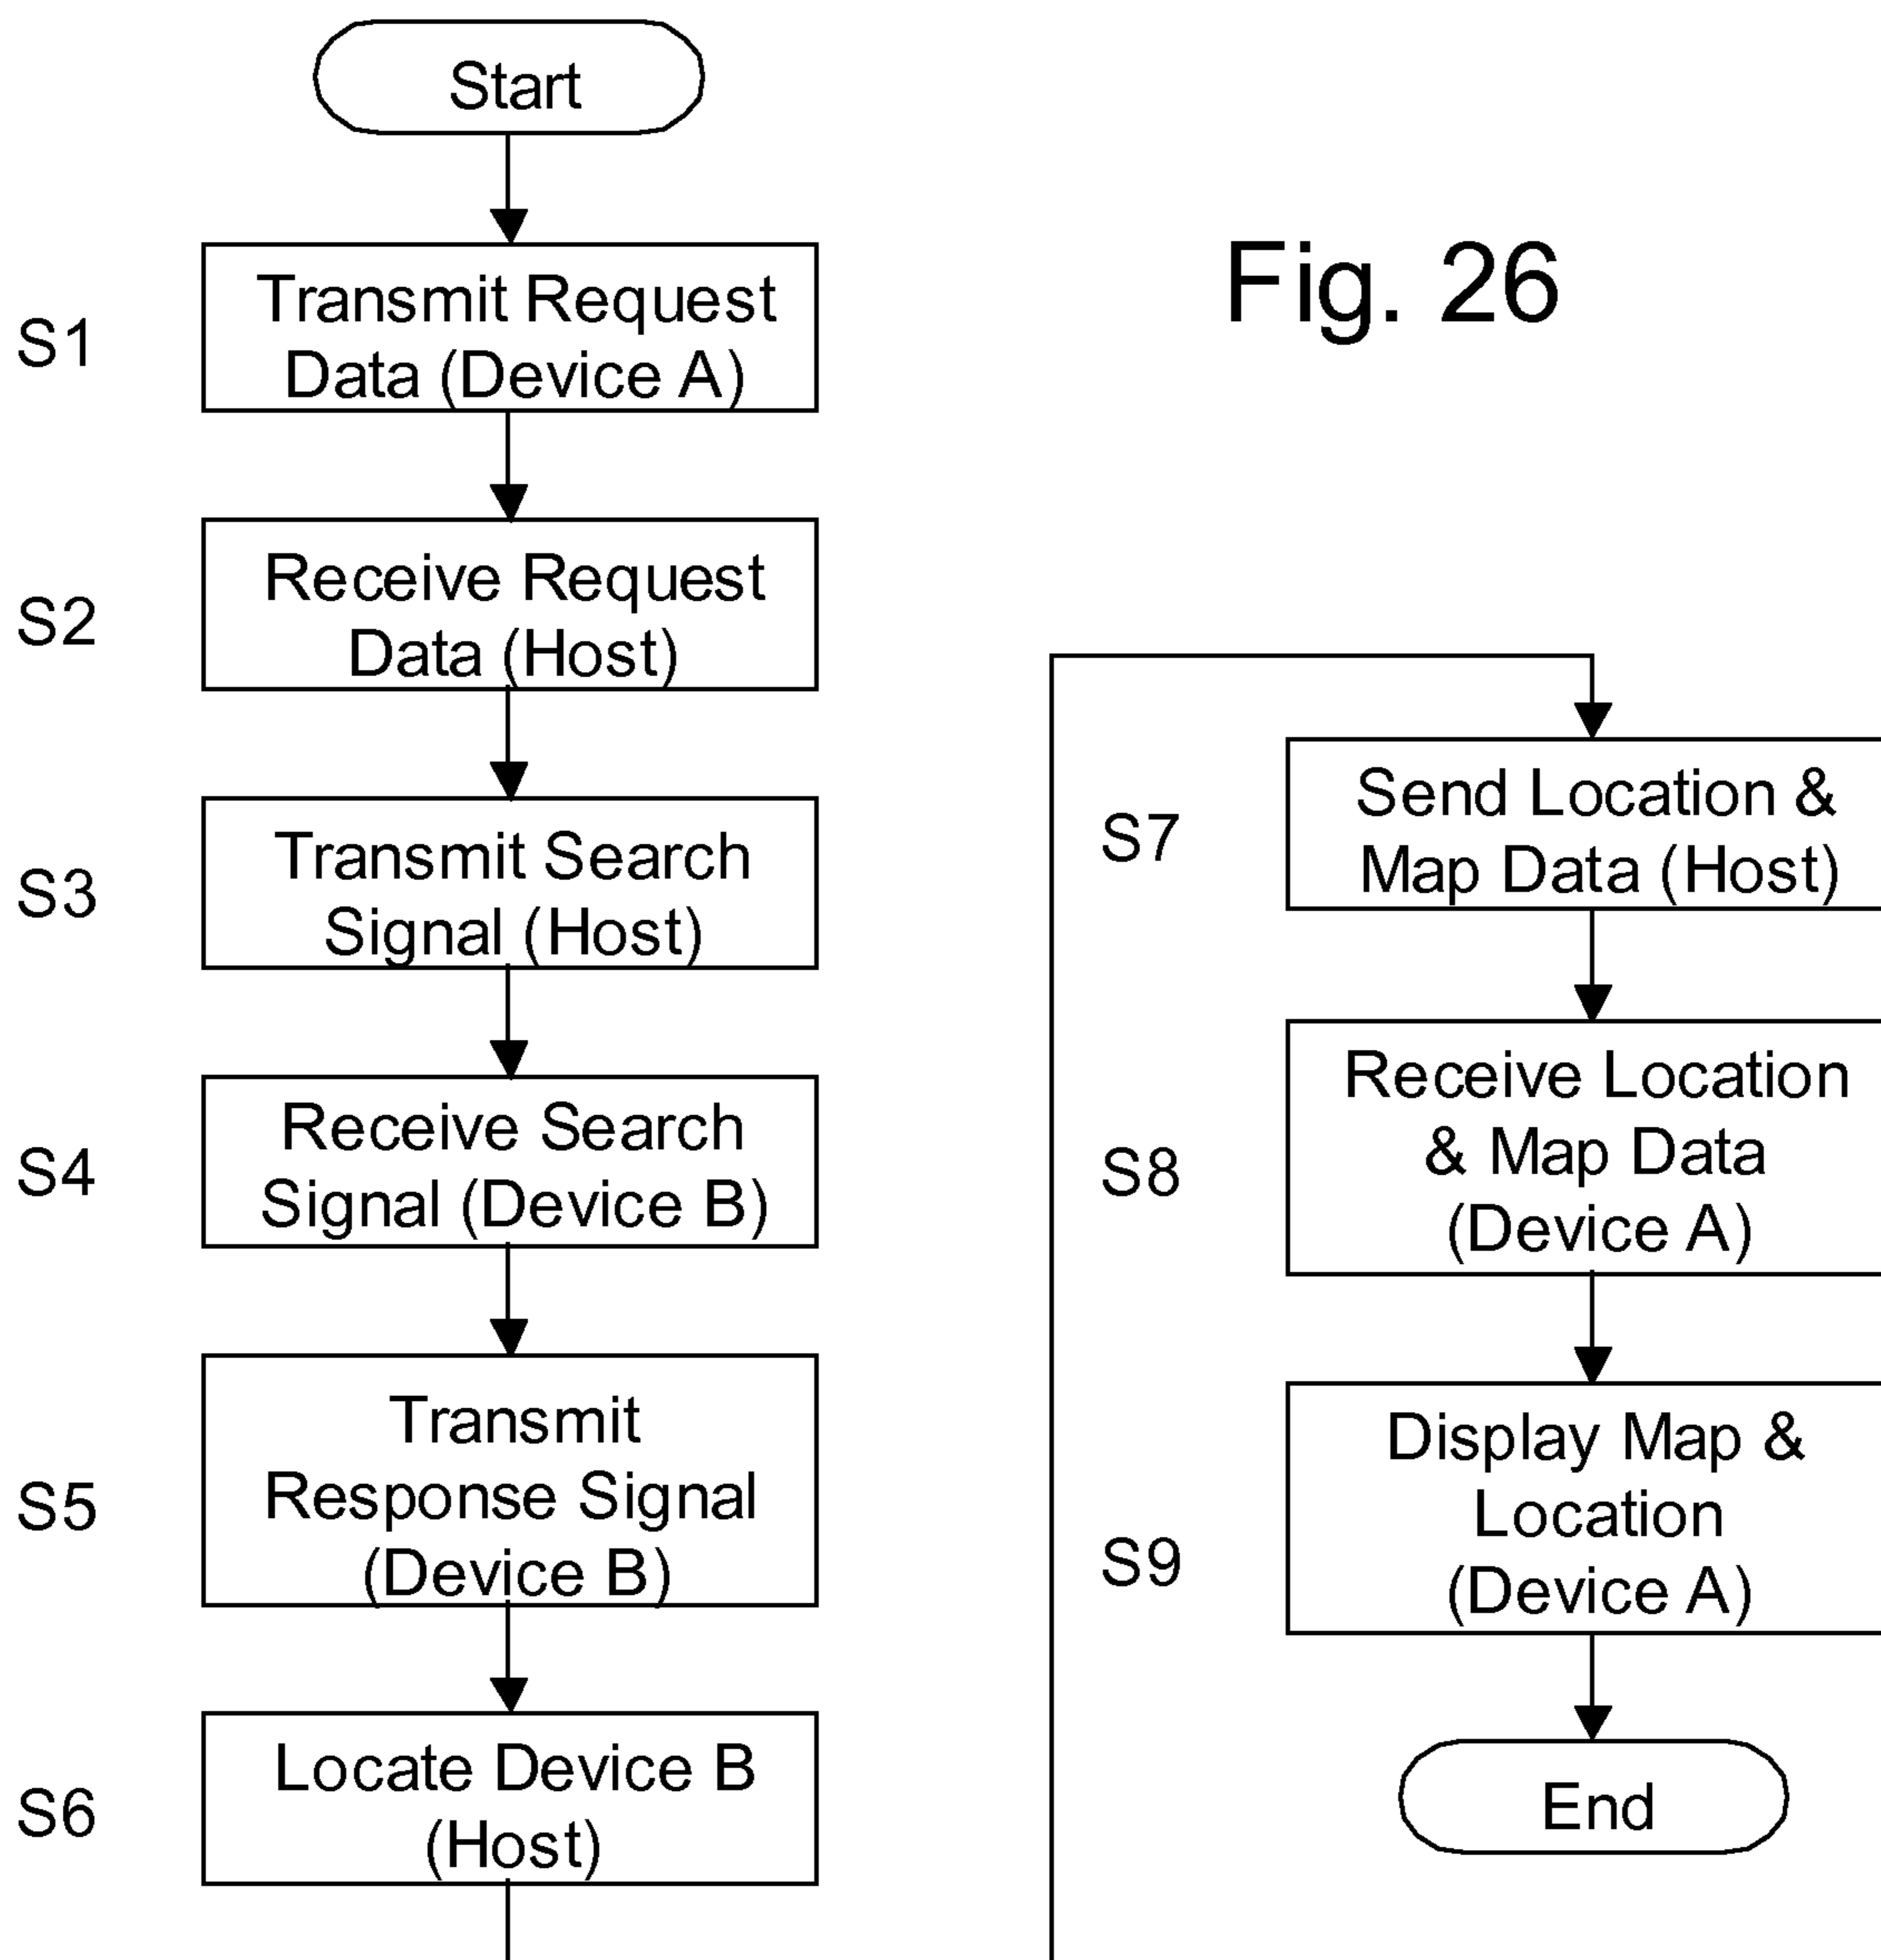 Start
Fig. 26
S1
Transmit Request
Data (Device A)
S2
Receive Request
Data (Host)
S3
Transmit Search
Signal (Host)
S4
Receive Search
Signal (Device B)
S5
Transmit
Response Signal
(Device B)
S6
Locate Device B
(Host)
S7
Send Location &
Map Data (Host)
S8
Receive Location
& Map Data
(Device A)
S9
Display Map &
Location
(Device A)
End